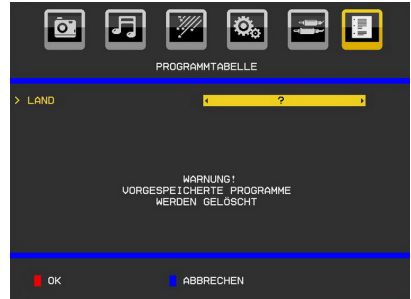 PROGRAMMTABELLE
> LAND ?
WARNUNG!
VORGESPEICHERTE PROGRAMME
WERDEN GELÖSCHT
OK ABBRECHEN